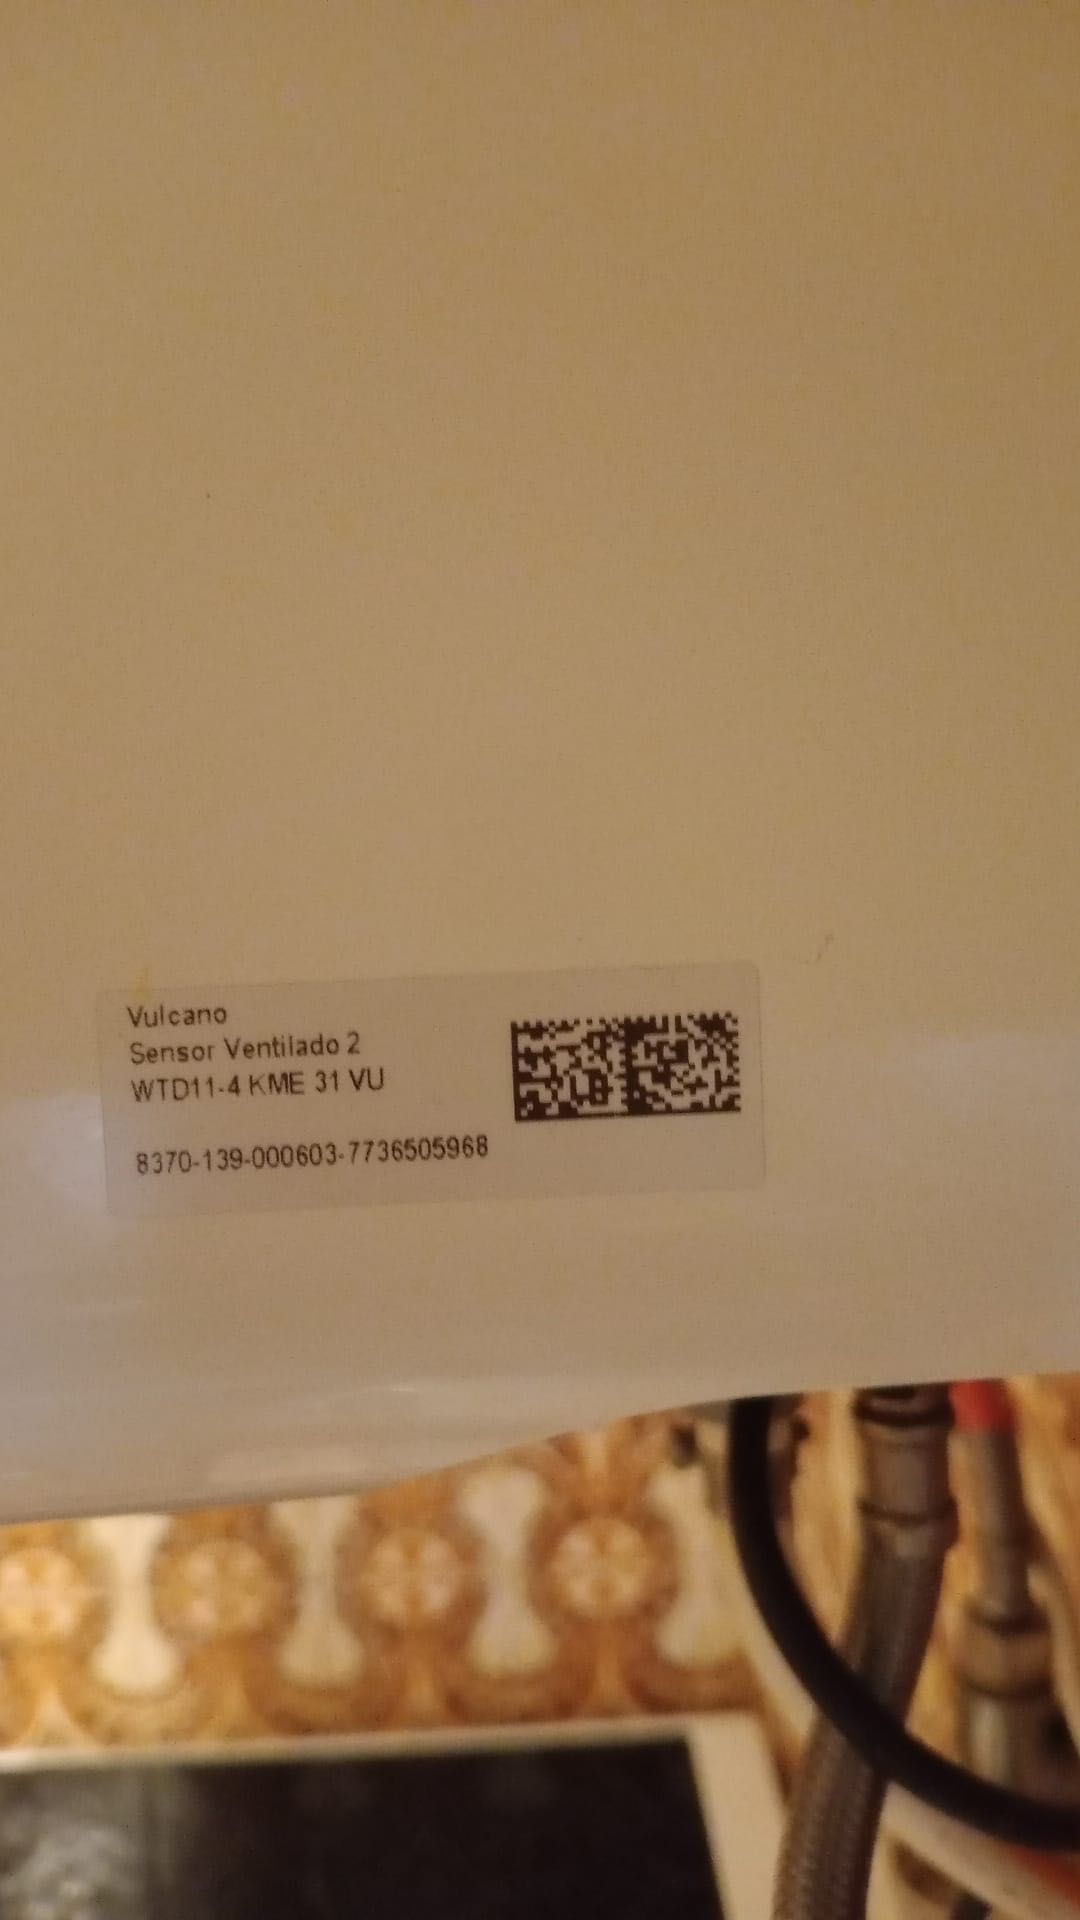 Vulcano
Sensor Ventilado 2
WTD11-4 KME 31 VU
8370-139-000603-7736505968